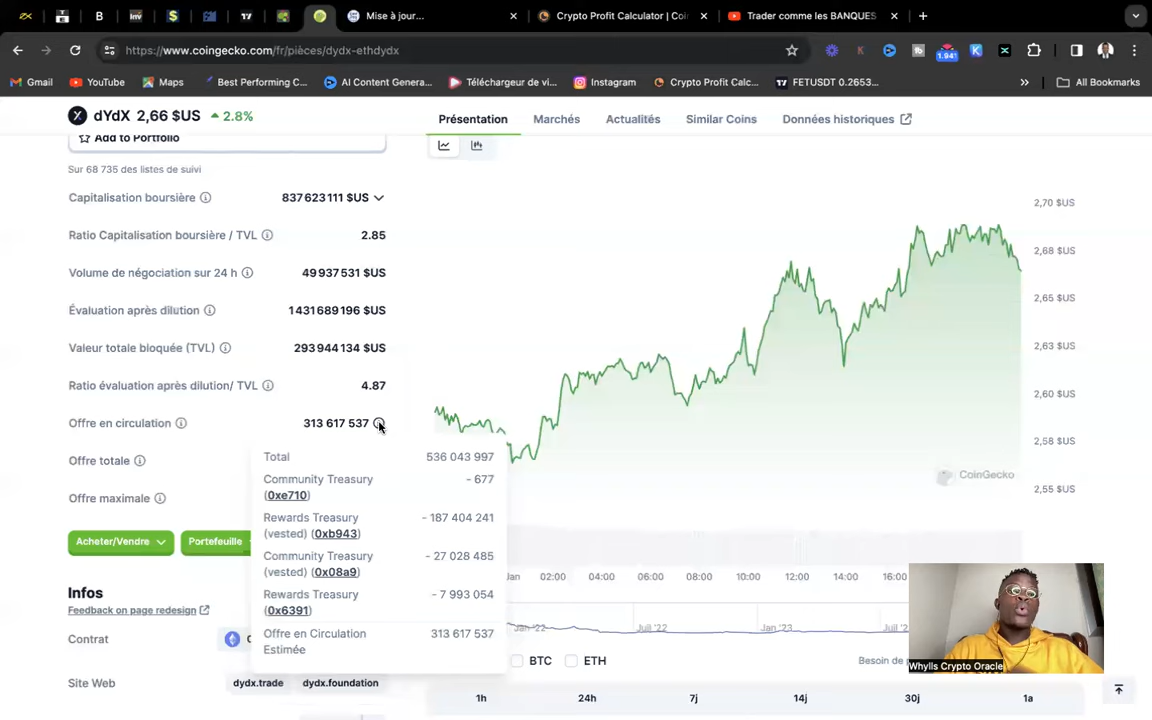 Mise à jour...
Crypto Profit Calculator | Coi
Trader comme les BANQUES
https://www.coingecko.com/fr/pièces/dydx-ethdydx
1.941
Gmail
YouTube
Maps
Best Performing C...
AI Content Genera...
Téléchargeur de vi...
Instagram
Crypto Profit Calc...
FETUSDT 0.2653...
All Bookmarks
dYdX 2,66 $US 2.8%
Présentation
Marchés
Actualités
Similar Coins
Données historiques
Add to Portfolio
Sur 68 735 des listes de suivi
Capitalisation boursière 837 623 111 $US
Ratio Capitalisation boursière / TVL 2.85
Volume de négociation sur 24 h 49 937 531 $US
Évaluation après dilution 1 431 689 196 $US
Valeur totale bloquée (TVL) 293 944 134 $US
Ratio évaluation après dilution/ TVL 4.87
Offre en circulation 313 617 537
Offre totale
Offre maximale
Total 536 043 997
Community Treasury - 677
(0xe710)
Rewards Treasury - 187 404 241
(vested) (0xb943)
Community Treasury - 27 028 485
(vested) (0x08a9)
Rewards Treasury - 7 993 054
(0x6391)
Offre en Circulation 313 617 537
Estimée
Acheter/Vendre
Portefeuille
Infos
Feedback on page redesign
Contrat
Site Web
dydx.trade
dydx.foundation
2,70 $US
2,68 $US
2,65 $US
2,63 $US
2,60 $US
2,58 $US
2,55 $US
CoinGecko
Jan 02:00 04:00 06:00 08:00 10:00 12:00 14:00 16:00
Jan '22 Juil '22 Jan '23 Juil '2
BTC
ETH
Besoin de
1h 24h 7j 14j 30j 1a
Whylls Crypto Oracle